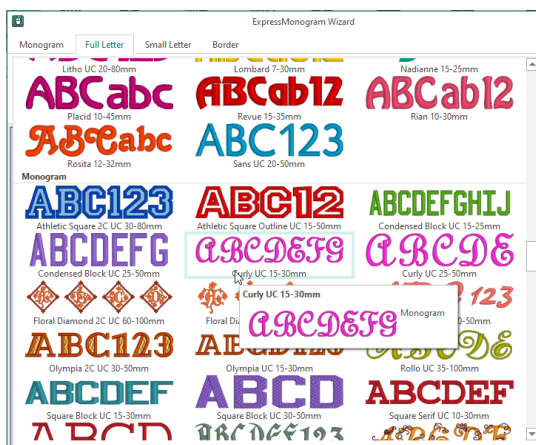 ExpressMonogram Wizard
Monogram Full Letter Small Letter Border
Litho UC 20-80mm Lombard 7-30mm Nadianne 15-25mm
ABCabc ABCab12 ABCab12
Placid 10-45mm Revue 15-35mm Rian 10-30mm
ABCabc ABC123
Rosita 12-32mm Sans UC 20-50mm
Monogram
ABC123 ABC12 ABCDEFGHIJ
Athletic Square 2C UC 30-80mm Athletic Square Outline UC 15-50mm Condensed Block UC 15-25mm
ABCDEFG ABCDEFG ABCDE
Condensed Block UC 25-50mm Curly UC 15-30mm Curly UC 25-50mm
123
Floral Diamond 2C UC 60-100mm Floral
Curly UC 15-30mm
ABCDEFG Monogram
ABC123
Olympia 2C UC 30-50mm Olympia UC 15-30mm Rollo UC 35-100mm
ABCDEF ABCD ABCDEF
Square Block UC 15-30mm Square Block UC 30-50mm Square Serif UC 10-30mm
ABCD ABCDEF123